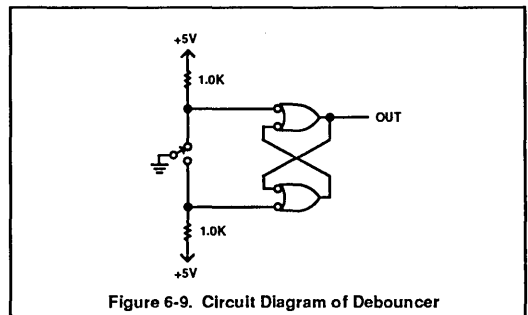 +5V
1.0K
OUT
1.0K
+5V
Figure 6-9. Circuit Diagram of Debouncer